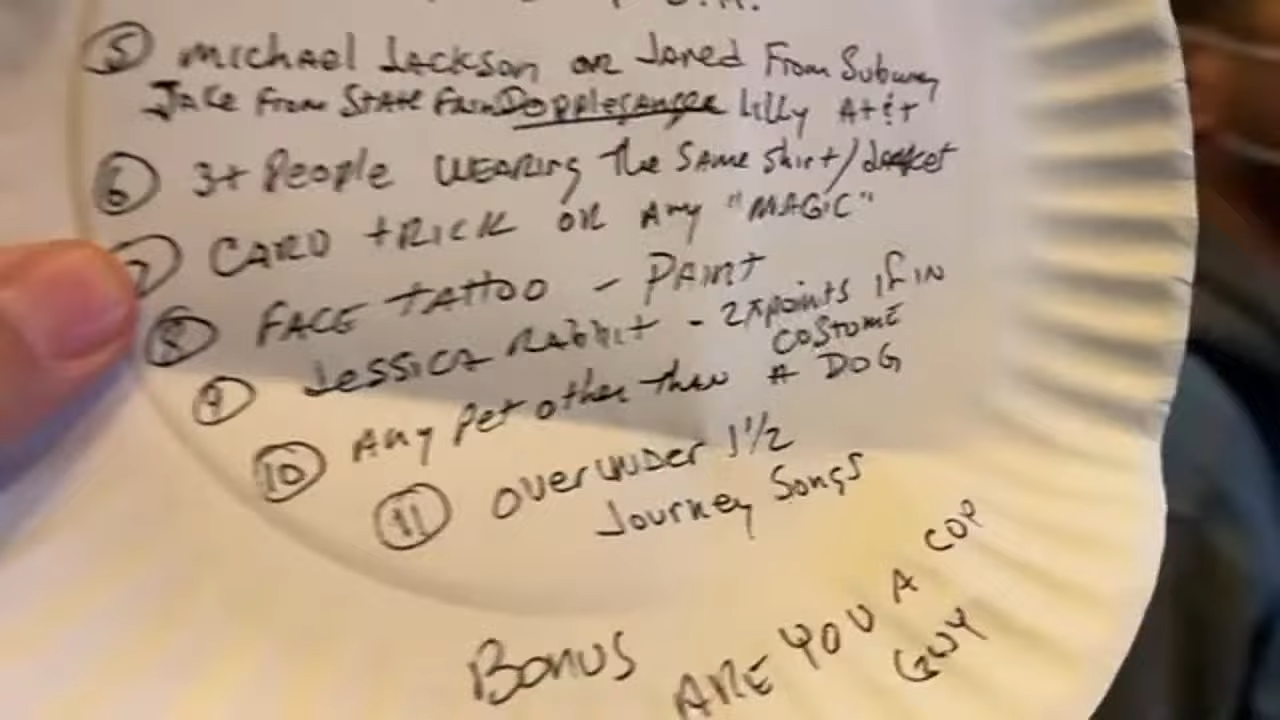 ⑤ Michael Jackson or Jared From Subway
Jake From State Farm Doppleganger Lilly At&t
⑥ 3+ People WEARING the SAME Shirt/Jacket
7 CARD tRICK OR Any "MAGIC"
⑧ FACE tATTOO - PAINt
⑨ Jessica Rabbit - 2x points if in
COSTUME
⑩ Any Pet other than A DOG
⑪ OVER UNDER 1 1/2
Journey Songs
Bonus ARE YOU A COP
GUY